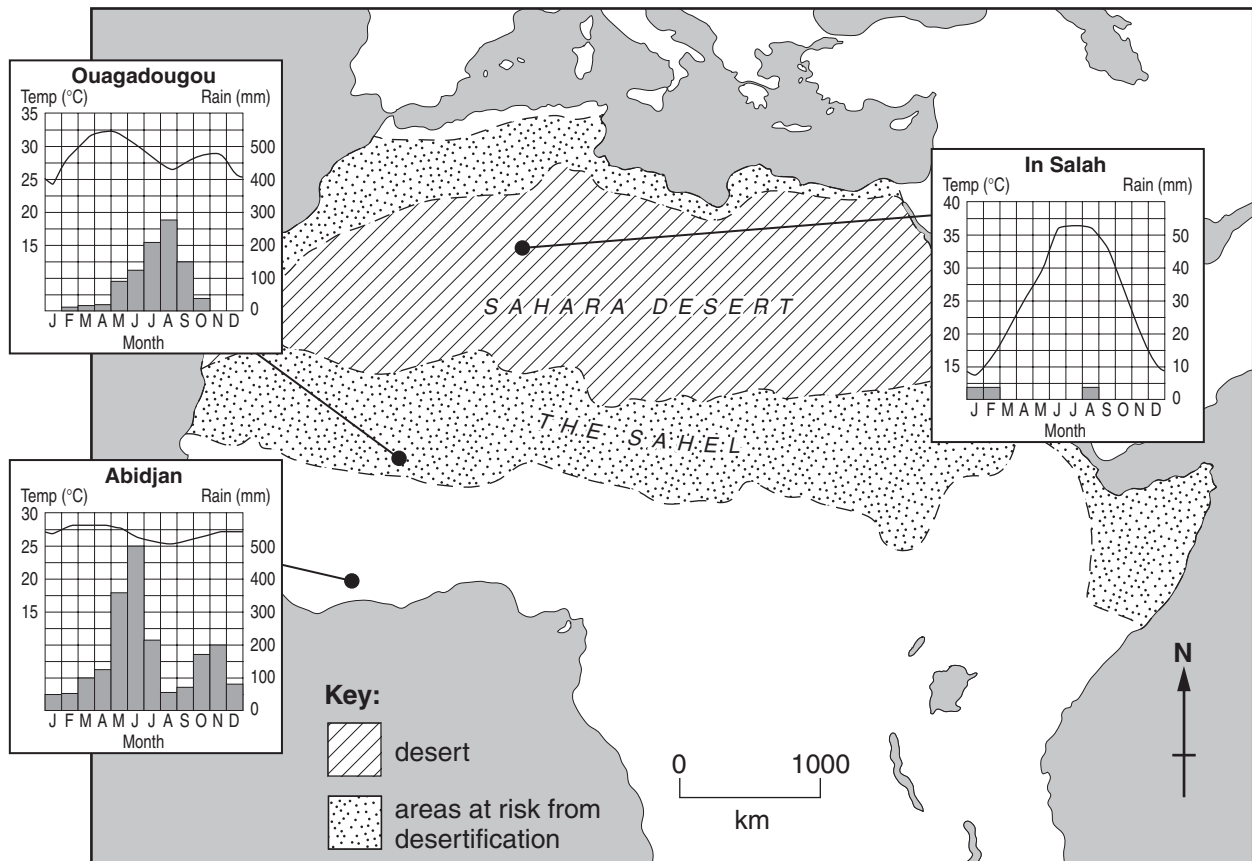 Ouagadougou
Temp (°C) Rain (mm)
35
30
25
20
15
500
400
300
200
100
0
J F M A M J J A S O N D
Month
In Salah
Temp (°C) Rain (mm)
40
35
30
25
20
15
50
40
30
20
10
0
J F M A M J J A S O N D
Month
SAHARA DESERT
THE SAHEL
Abidjan
Temp (°C) Rain (mm)
30
25
20
15
500
400
300
200
100
0
J F M A M J J A S O N D
Month
Key:
desert
areas at risk from
desertification
0 1000
km
N